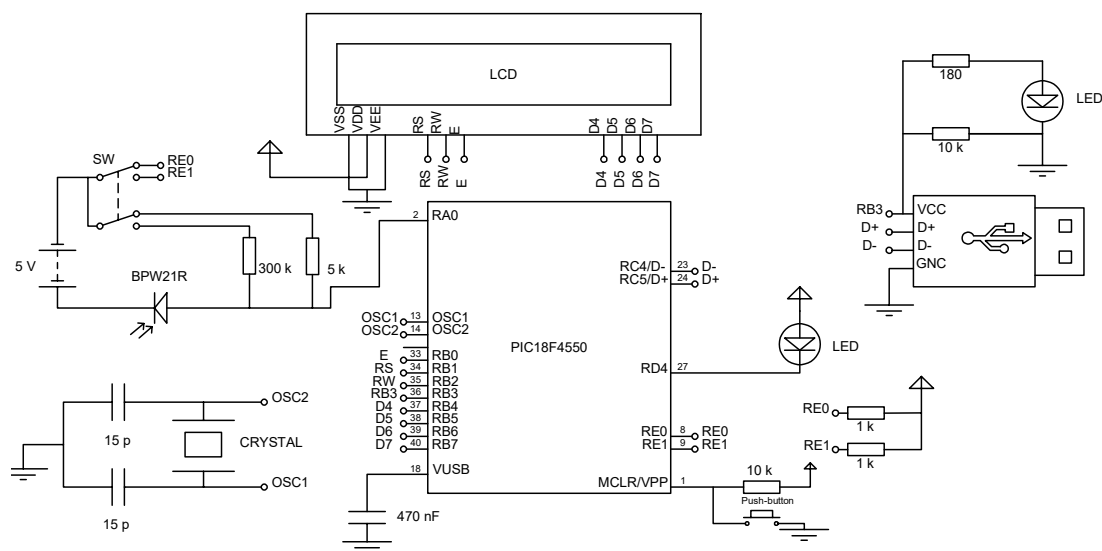 LCD
VSS
VDD
VEE
RS
RW
E
D4
D5
D6
D7
RS
RW
E
D4
D5
D6
D7
SW
RE0
RE1
5 V
BPW21R
300 k
5 k
2
RA0
RC4/D-
23
D-
RC5/D+
24
D+
OSC1
13
OSC1
OSC2
14
OSC2
PIC18F4550
E
33
RB0
RS
34
RB1
RW
35
RB2
RB3
36
RB3
D4
37
RB4
D5
38
RB5
D6
39
RB6
D7
40
RB7
18
VUSB
470 nF
RD4
27
LED
RE0
8
RE0
RE1
9
RE1
MCLR/VPP
1
10 k
Push-button
RE0
1 k
RE1
1 k
OSC2
15 p
CRYSTAL
OSC1
15 p
180
LED
10 k
RB3
VCC
D+
D+
D-
D-
GNC